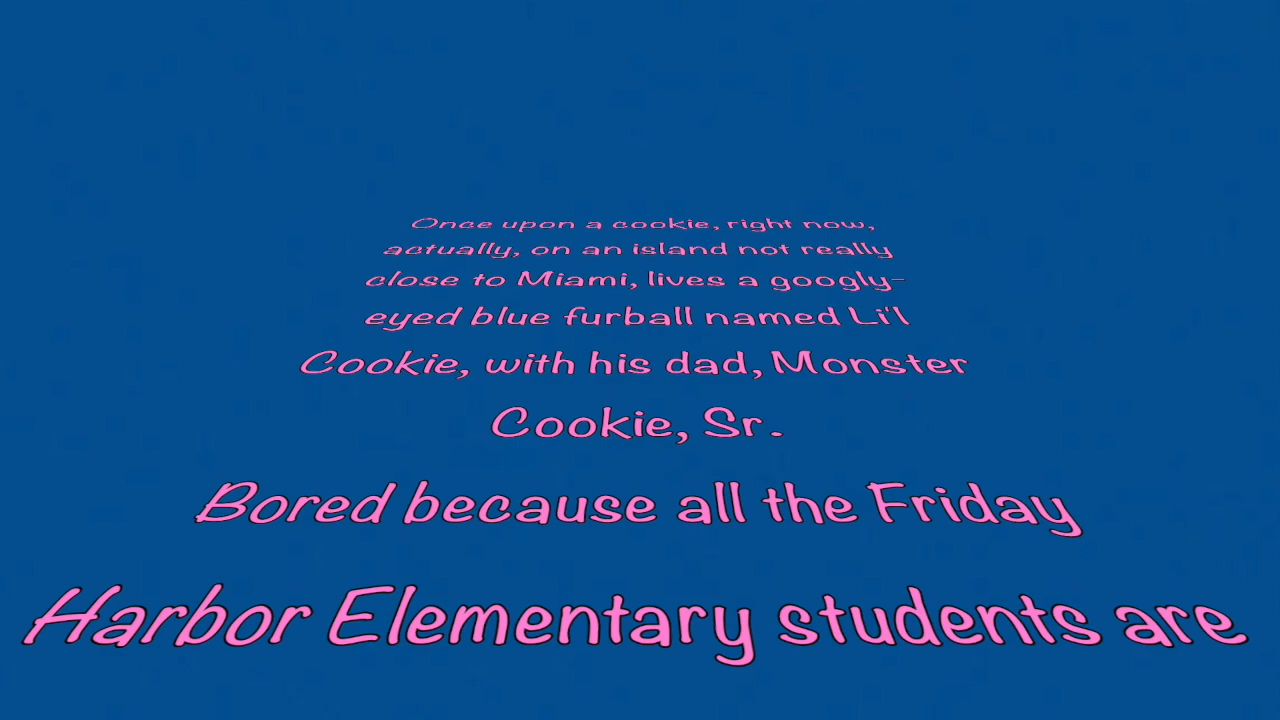 Once upon a cookie, right now,
actually, on an island not really
close to Miami, lives a googly-
eyed blue furball named Li'l
Cookie, with his dad, Monster
Cookie, Sr.
Bored because all the Friday
Harbor Elementary students are